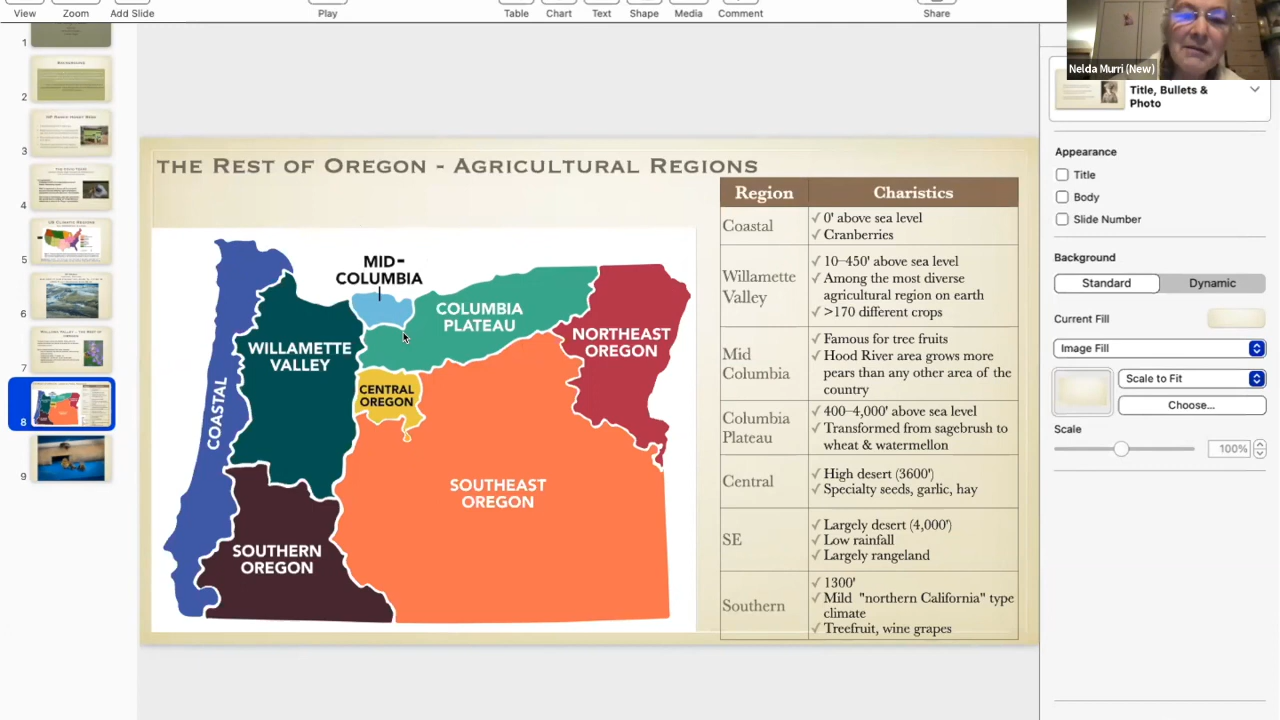 View
Zoom
Add Slide
Play
Table
Chart
Text
Shape
Media
Comment
Share
Nelda Murri (New)
1
2
3
4
5
6
7
8
9
THE REST OF OREGON - AGRICULTURAL REGIONS
MID-
COLUMBIA
COLUMBIA
PLATEAU
NORTHEAST
OREGON
WILLAMETTE
VALLEY
CENTRAL
OREGON
COASTAL
SOUTHEAST
OREGON
SOUTHERN
OREGON
Region Charistics
Coastal
✓ 0' above sea level
✓ Cranberries
Willamette
Valley
✓ 10–450' above sea level
✓ Among the most diverse
agricultural region on earth
✓ >170 different crops
Mid
Columbia
✓ Famous for tree fruits
✓ Hood River area grows more
pears than any other area of the
country
Columbia
Plateau
✓ 400–4,000' above sea level
✓ Transformed from sagebrush to
wheat & watermellon
Central
✓ High desert (3600')
✓ Specialty seeds, garlic, hay
SE
✓ Largely desert (4,000')
✓ Low rainfall
✓ Largely rangeland
Southern
✓ 1300'
✓ Mild "northern California" type
climate
✓ Treefruit, wine grapes
Title, Bullets &
Photo
Appearance
Title
Body
Slide Number
Background
Standard
Dynamic
Current Fill
Image Fill
Scale to Fit
Choose...
Scale
100%